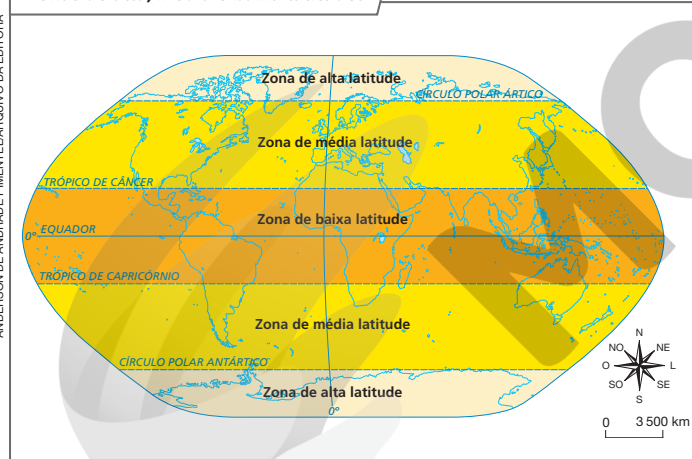 Zona de alta latitude
CÍRCULO POLAR ÁRTICO
Zona de média latitude
TRÓPICO DE CÂNCER
Zona de baixa latitude
0° EQUADOR
TRÓPICO DE CAPRICÓRNIO
Zona de média latitude
CÍRCULO POLAR ANTÁRTICO
Zona de alta latitude
0°
N
NO NE
O L
SO SE
S
0 3 500 km